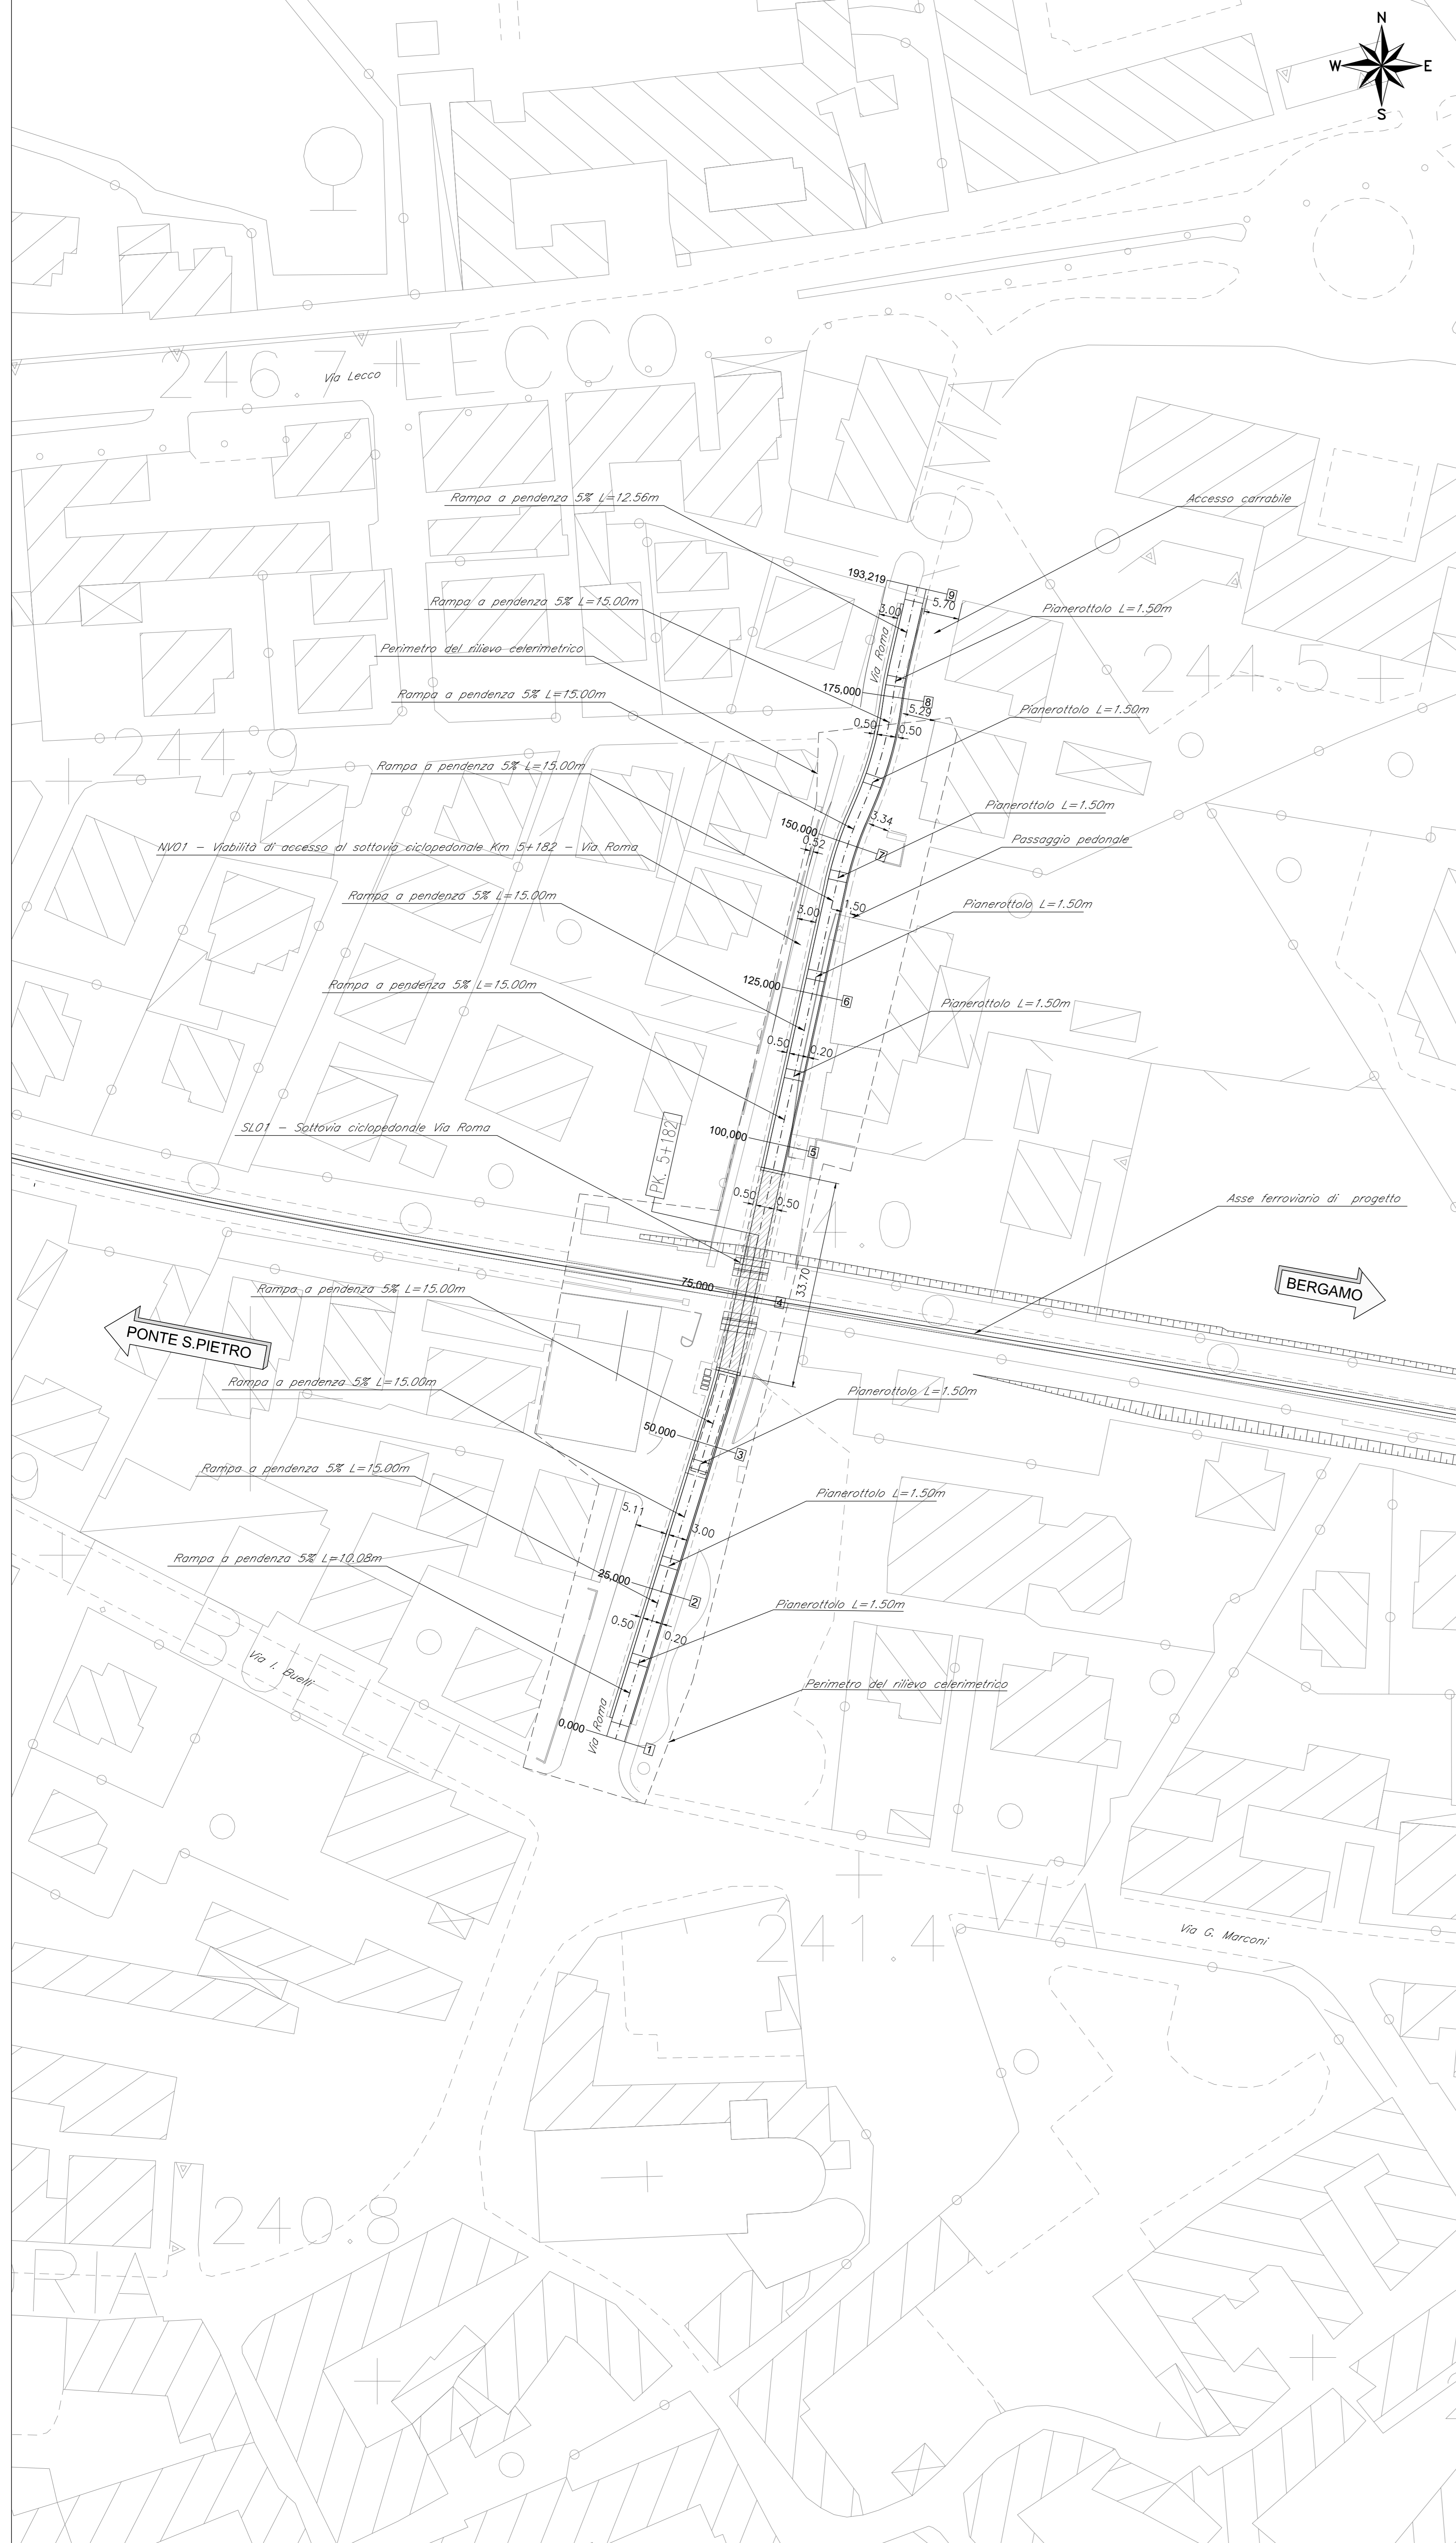 N
W E
S
246.7
LECCO
Via Lecco
Rampa a pendenza 5% L=12.56m
Accesso carrabile
193,219
9
5.70
3.00
Rampa a pendenza 5% L=15.00m
Pianerottolo L=1.50m
Via Roma
Perimetro del rilievo celerimetrico
244.5
175,000
8
Rampa a pendenza 5% L=15.00m
5.29
Pianerottolo L=1.50m
0.50
0.50
244.9
Rampa a pendenza 5% L=15.00m
Pianerottolo L=1.50m
3.34
150,000
7
0.52
Passaggio pedonale
NV01 – Viabilità di accesso al sottovia ciclopedonale Km 5+182 – Via Roma
Rampa a pendenza 5% L=15.00m
Pianerottolo L=1.50m
1.50
3.00
Rampa a pendenza 5% L=15.00m
125,000
6
Pianerottolo L=1.50m
0.50
0.20
SL01 – Sottovia ciclopedonale Via Roma
PK. 5+182
100,000
5
0.50
0.50
Asse ferroviario di progetto
33.70
75,000
4
Rampa a pendenza 5% L=15.00m
BERGAMO
PONTE S.PIETRO
Rampa a pendenza 5% L=15.00m
Pianerottolo L=1.50m
50,000
3
Rampa a pendenza 5% L=15.00m
Pianerottolo L=1.50m
5.11
3.00
Rampa a pendenza 5% L=10.08m
25,000
2
Pianerottolo L=1.50m
0.50
0.20
Via I. Buelli
Perimetro del rilievo celerimetrico
Via Roma
0,000
1
VIA
241.4
Via G. Marconi
240.8